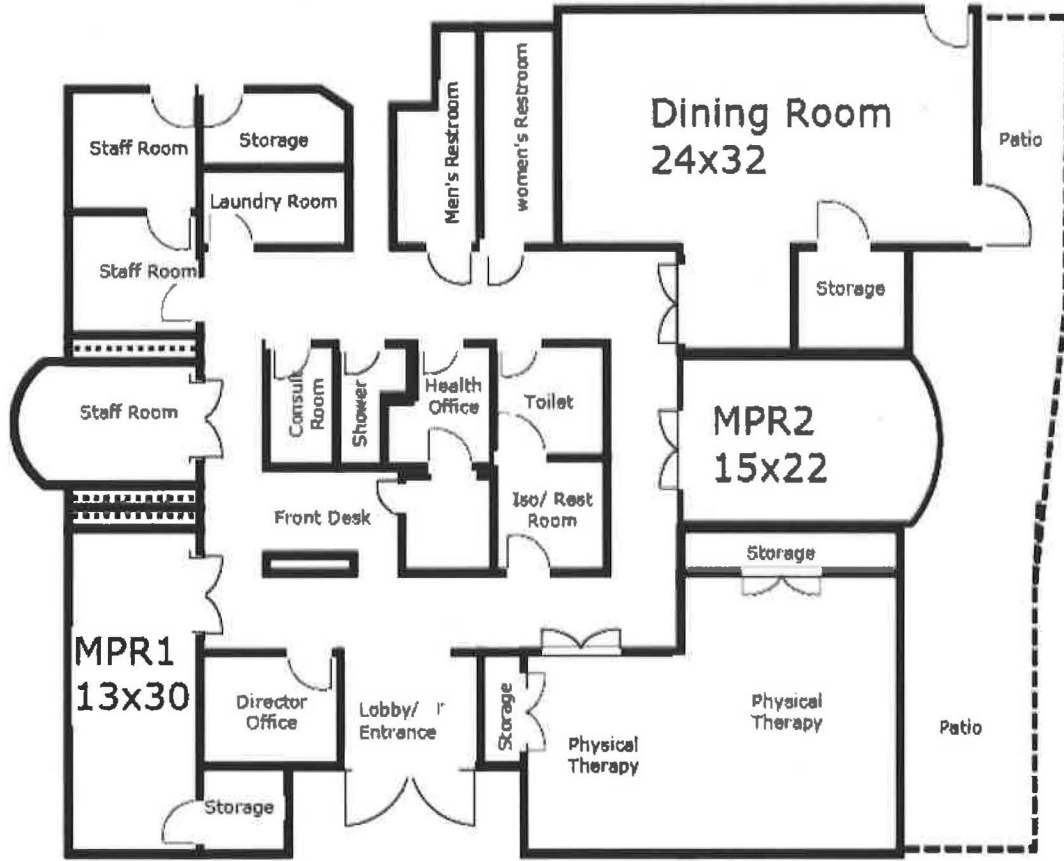 Men's Restroom
women's Restroom
Dining Room
24x32
Patio
Staff Room
Storage
Laundry Room
Staff Room
Storage
Staff Room
Consult
Room
Shower
Health
Office
Toilet
MPR2
15x22
Front Desk
Iso/ Rest
Room
Storage
MPR1
13x30
Director
Office
Lobby/
Entrance
Storage
Physical
Therapy
Physical
Therapy
Patio
Storage